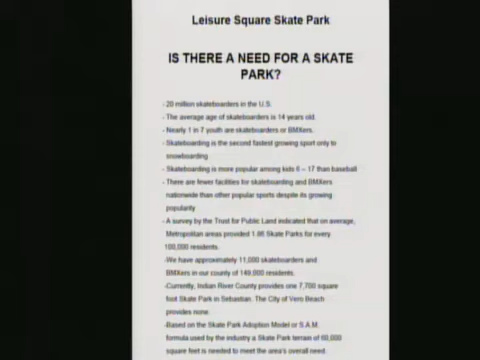 Leisure Square Skate Park
IS THERE A NEED FOR A SKATE
PARK?
- 20 million skateboarders in the U.S.
- The average age of skateboarders is 14 years old.
- Nearly 1 in 7 youth are skateboarders or BMXers.
- Skateboarding is the second fastest growing sport only to
snowboarding
- Skateboarding is more popular among kids 6 – 17 than baseball
- There are fewer facilities for skateboarding and BMXers
nationwide than other popular sports despite its growing
popularity
- A survey by the Trust for Public Land indicated that on average,
Metropolitan areas provided 1.86 Skate Parks for every
100,000 residents.
-We have approximately 11,000 skateboarders and
BMXers in our county of 149,000 residents.
-Currently, Indian River County provides one 7,700 square
foot Skate Park in Sebastian. The City of Vero Beach
provides none.
-Based on the Skate Park Adoption Model or S.A.M.
formula used by the industry a Skate Park terrain of 60,000
square feet is needed to meet the area's overall need.